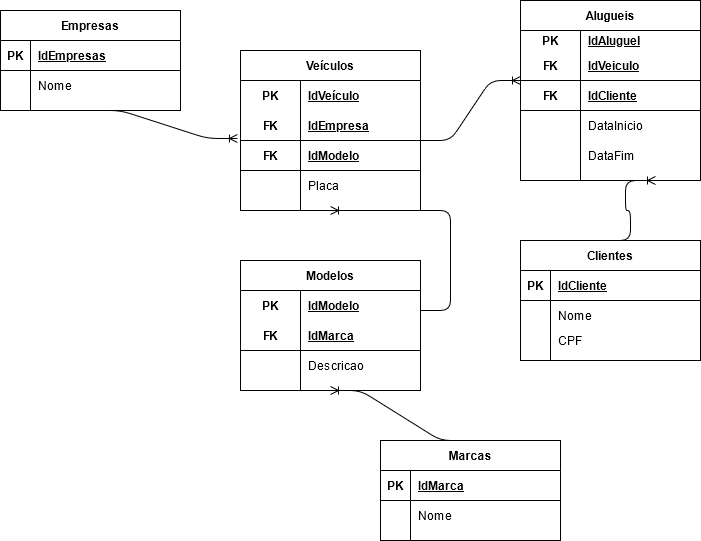 Empresas
PK IdEmpresas
Nome
Veículos
PK IdVeículo
FK IdEmpresa
FK IdModelo
Placa
Alugueis
PK IdAluguel
FK IdVeiculo
FK IdCliente
DataInicio
DataFim
Modelos
PK IdModelo
FK IdMarca
Descricao
Clientes
PK IdCliente
Nome
CPF
Marcas
PK IdMarca
Nome